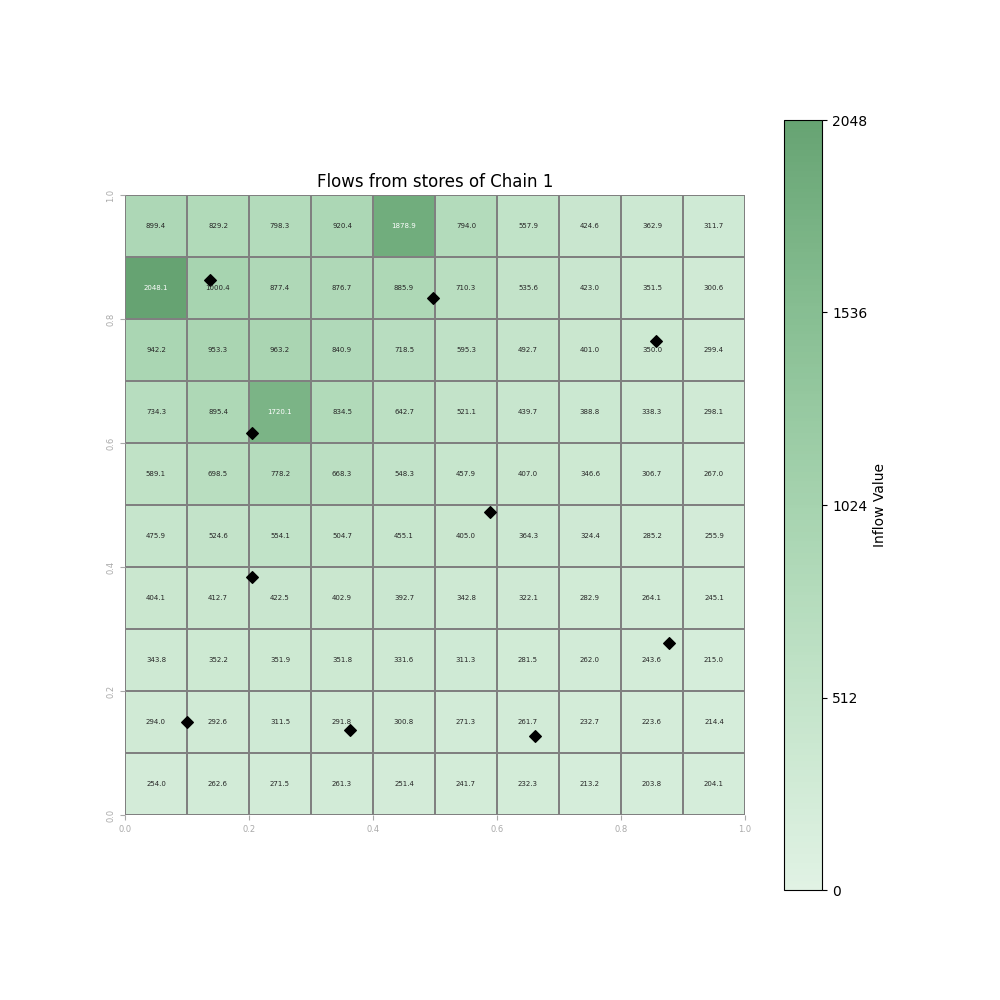 Flows from stores of Chain 1
1.0
899.4 829.2 798.3 920.4 1878.9 794.0 557.9 424.6 362.9 311.7
2048.1 1000.4 877.4 876.7 885.9 710.3 535.6 423.0 351.5 300.6
0.8
942.2 953.3 963.2 840.9 718.5 595.3 492.7 401.0 350.0 299.4
734.3 895.4 1720.1 834.5 642.7 521.1 439.7 388.8 338.3 298.1
0.6
589.1 698.5 778.2 668.3 548.3 457.9 407.0 346.6 306.7 267.0
475.9 524.6 554.1 504.7 455.1 405.0 364.3 324.4 285.2 255.9
0.4
404.1 412.7 422.5 402.9 392.7 342.8 322.1 282.9 264.1 245.1
343.8 352.2 351.9 351.8 331.6 311.3 281.5 262.0 243.6 215.0
0.2
294.0 292.6 311.5 291.8 300.8 271.3 261.7 232.7 223.6 214.4
254.0 262.6 271.5 261.3 251.4 241.7 232.3 213.2 203.8 204.1
0.0
0.0 0.2 0.4 0.6 0.8 1.0
2048
1536
1024
512
0
Inflow Value